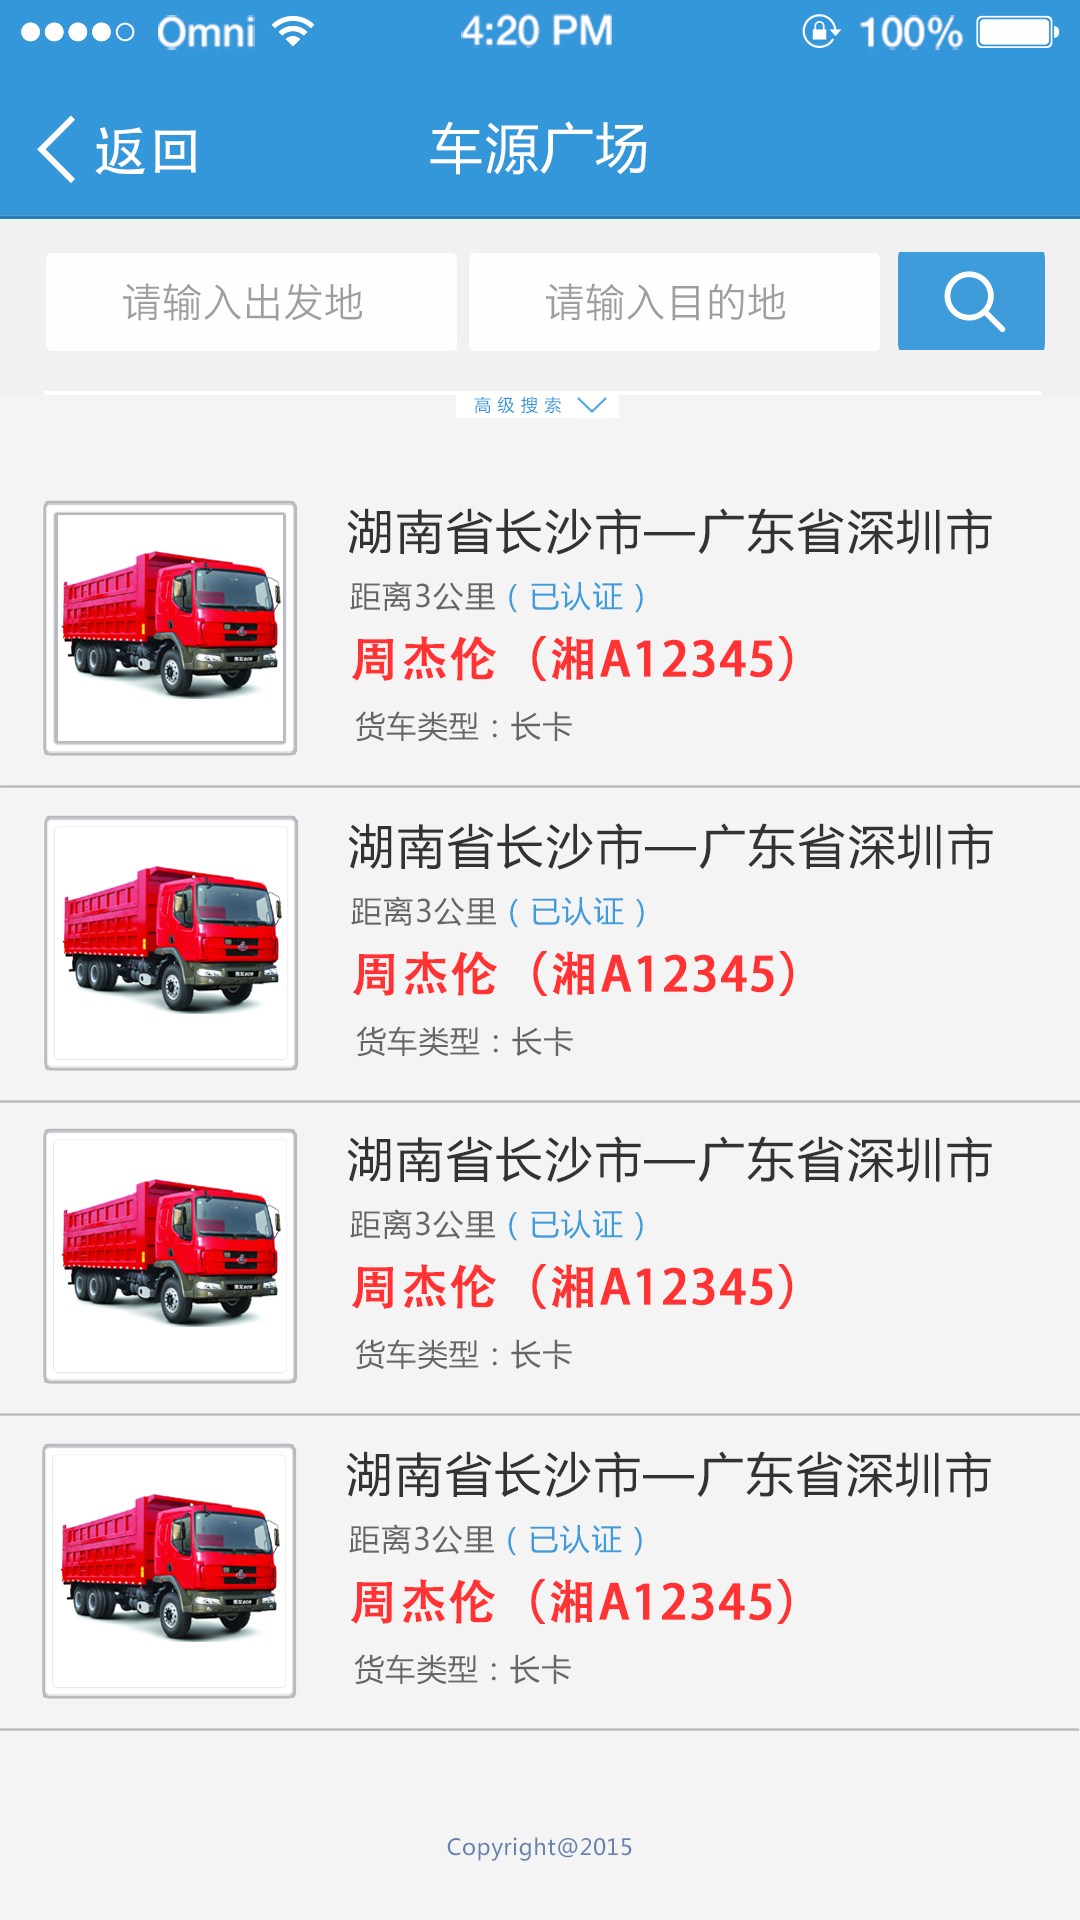 Omni 4:20 PM 100%
返回 车源广场
请输入出发地 请输入目的地
高级搜索
湖南省长沙市—广东省深圳市
距离3公里（已认证）
周杰伦（湘A12345）
货车类型：长卡
湖南省长沙市—广东省深圳市
距离3公里（已认证）
周杰伦（湘A12345）
货车类型：长卡
湖南省长沙市—广东省深圳市
距离3公里（已认证）
周杰伦（湘A12345）
货车类型：长卡
湖南省长沙市—广东省深圳市
距离3公里（已认证）
周杰伦（湘A12345）
货车类型：长卡
Copyright@2015